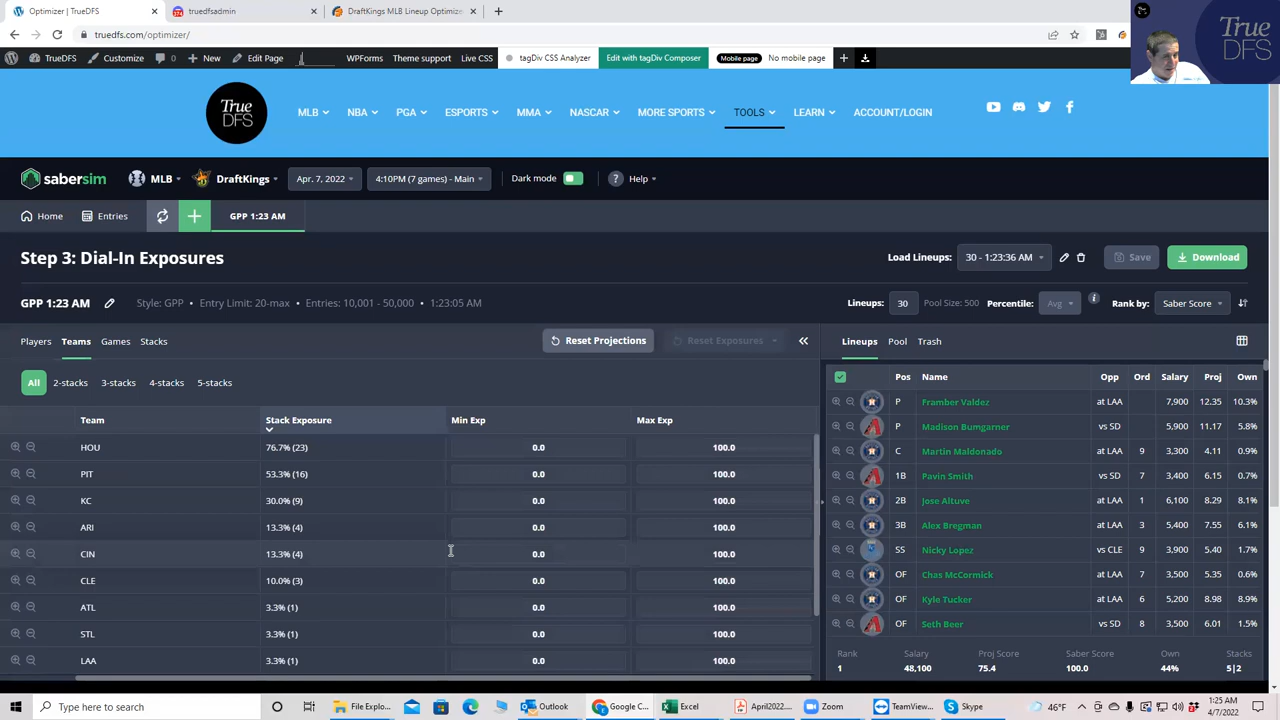 Optimizer | TrueDFS
truedfsadmin
DraftKings MLB Lineup Optimize
truedfs.com/optimizer/
TrueDFS
Customize
0
New
Edit Page
WPForms
Theme support
Live CSS
tagDiv CSS Analyzer
Edit with tagDiv Composer
Mobile page
No mobile page
True
DFS
True
DFS
MLB
NBA
PGA
ESPORTS
MMA
NASCAR
MORE SPORTS
TOOLS
LEARN
ACCOUNT/LOGIN
sabersim
MLB
DraftKings
Apr. 7, 2022
4:10PM (7 games) - Main
Dark mode
Help
Home
Entries
GPP 1:23 AM
Step 3: Dial-In Exposures
Load Lineups:
30 - 1:23:36 AM
Save
Download
GPP 1:23 AM
Style: GPP
Entry Limit: 20-max
Entries: 10,001 - 50,000
1:23:05 AM
Lineups:
30
Pool Size: 500
Percentile:
Avg
Rank by:
Saber Score
Players
Teams
Games
Stacks
Reset Projections
Reset Exposures
Lineups
Pool
Trash
All
2-stacks
3-stacks
4-stacks
5-stacks
Team Stack Exposure Min Exp Max Exp
HOU 76.7% (23) 0.0 100.0
PIT 53.3% (16) 0.0 100.0
KC 30.0% (9) 0.0 100.0
ARI 13.3% (4) 0.0 100.0
CIN 13.3% (4) 0.0 100.0
CLE 10.0% (3) 0.0 100.0
ATL 3.3% (1) 0.0 100.0
STL 3.3% (1) 0.0 100.0
LAA 3.3% (1) 0.0 100.0
Pos Name Opp Ord Salary Proj Own
P Framber Valdez at LAA 7,900 12.35 10.3%
P Madison Bumgarner vs SD 5,900 11.17 5.8%
C Martin Maldonado at LAA 9 3,300 4.11 0.9%
1B Pavin Smith vs SD 7 3,400 6.15 0.7%
2B Jose Altuve at LAA 1 6,100 8.29 8.1%
3B Alex Bregman at LAA 3 5,400 7.55 6.1%
SS Nicky Lopez vs CLE 9 3,900 5.40 1.7%
OF Chas McCormick at LAA 7 3,500 5.35 0.6%
OF Kyle Tucker at LAA 6 5,200 8.98 8.9%
OF Seth Beer vs SD 8 3,500 6.01 1.5%
Rank Salary Proj Score Saber Score Own Stacks
1 48,100 75.4 100.0 44% 5|2
Type here to search
File Explo...
Outlook
Google C...
Excel
April2022....
Zoom
TeamView...
Skype
46°F
1:25 AM
4/7/2022